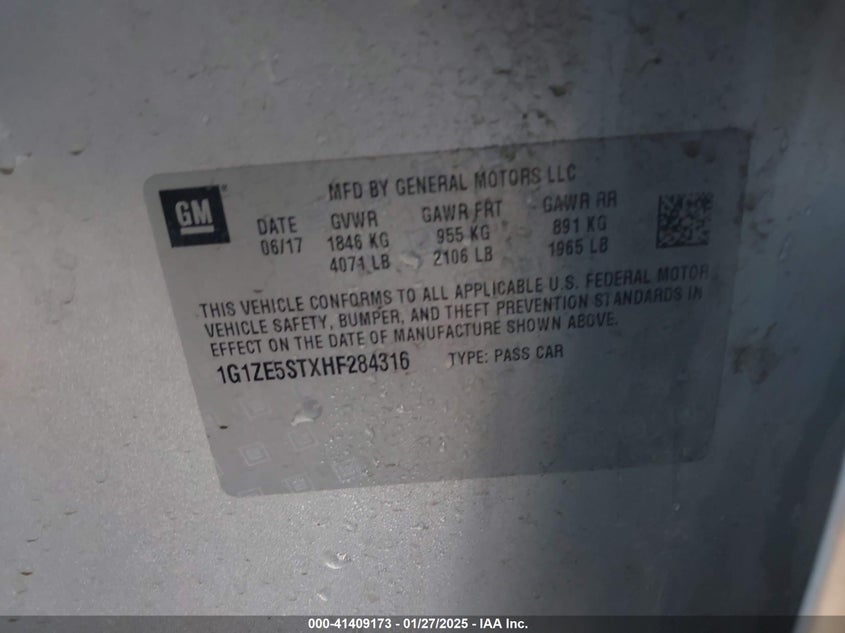 GM
MFD BY GENERAL MOTORS LLC
DATE GVWR GAWR FRT GAWR RR
06/17 1846 KG 955 KG 891 KG
4071 LB 2106 LB 1965 LB
THIS VEHICLE CONFORMS TO ALL APPLICABLE U.S. FEDERAL MOTOR
VEHICLE SAFETY, BUMPER, AND THEFT PREVENTION STANDARDS IN
EFFECT ON THE DATE OF MANUFACTURE SHOWN ABOVE.
1G1ZE5STXHF284316 TYPE: PASS CAR
000-41409173 — 01/27/2025 — IAA Inc.